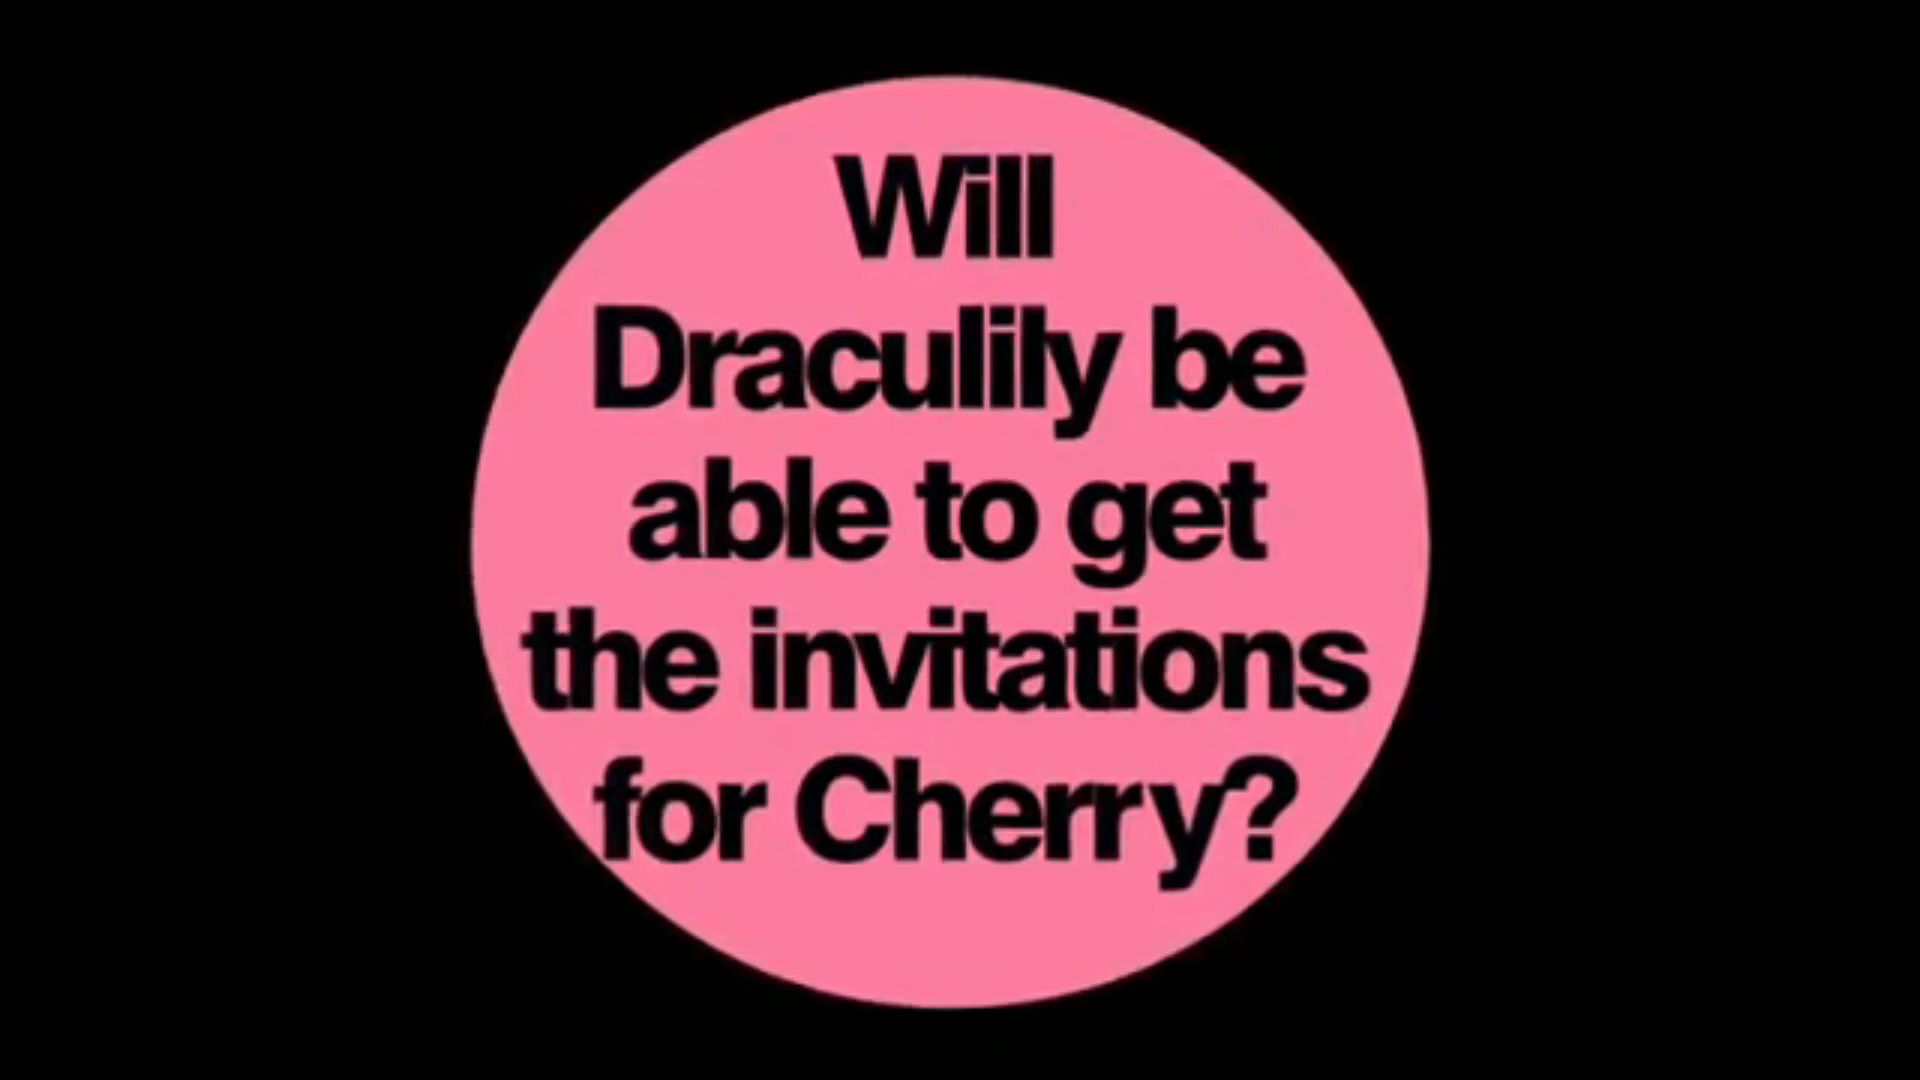 Will
Draculily be
able to get
the invitations
for Cherry?